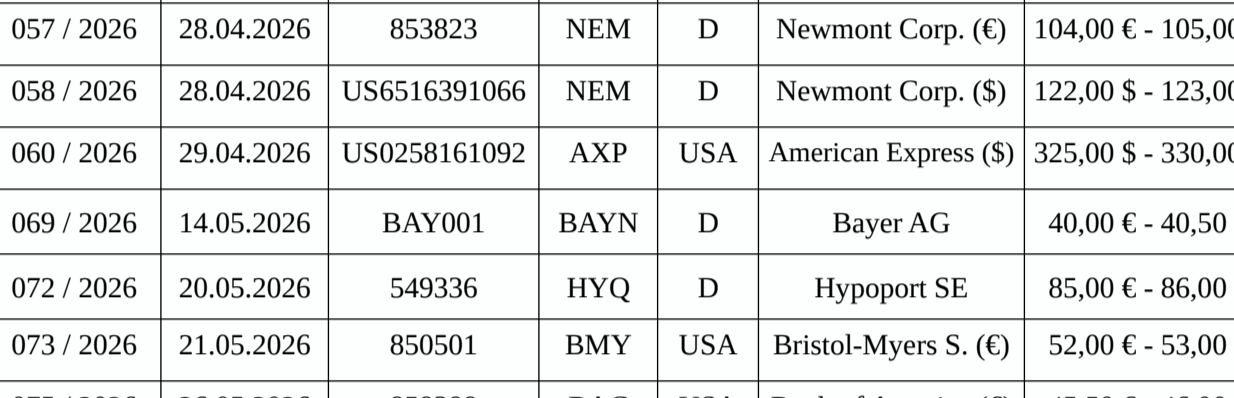 057 / 2026 28.04.2026 853823 NEM D Newmont Corp. (€) 104,00 € - 105,00
058 / 2026 28.04.2026 US6516391066 NEM D Newmont Corp. ($) 122,00 $ - 123,00
060 / 2026 29.04.2026 US0258161092 AXP USA American Express ($) 325,00 $ - 330,00
069 / 2026 14.05.2026 BAY001 BAYN D Bayer AG 40,00 € - 40,50
072 / 2026 20.05.2026 549336 HYQ D Hypoport SE 85,00 € - 86,00
073 / 2026 21.05.2026 850501 BMY USA Bristol-Myers S. (€) 52,00 € - 53,00